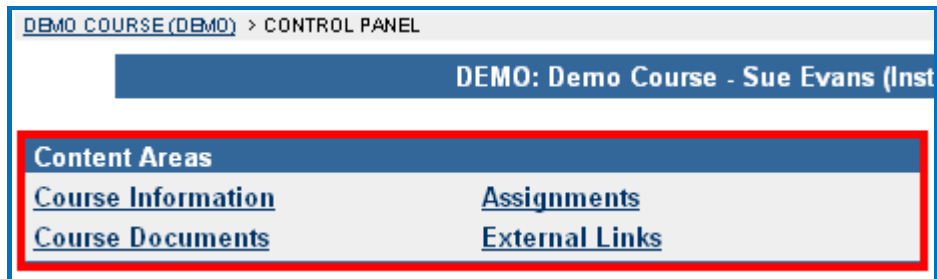 DEMO COURSE (DEMO) > CONTROL PANEL
DEMO: Demo Course - Sue Evans (Inst
Content Areas
Course Information Assignments
Course Documents External Links